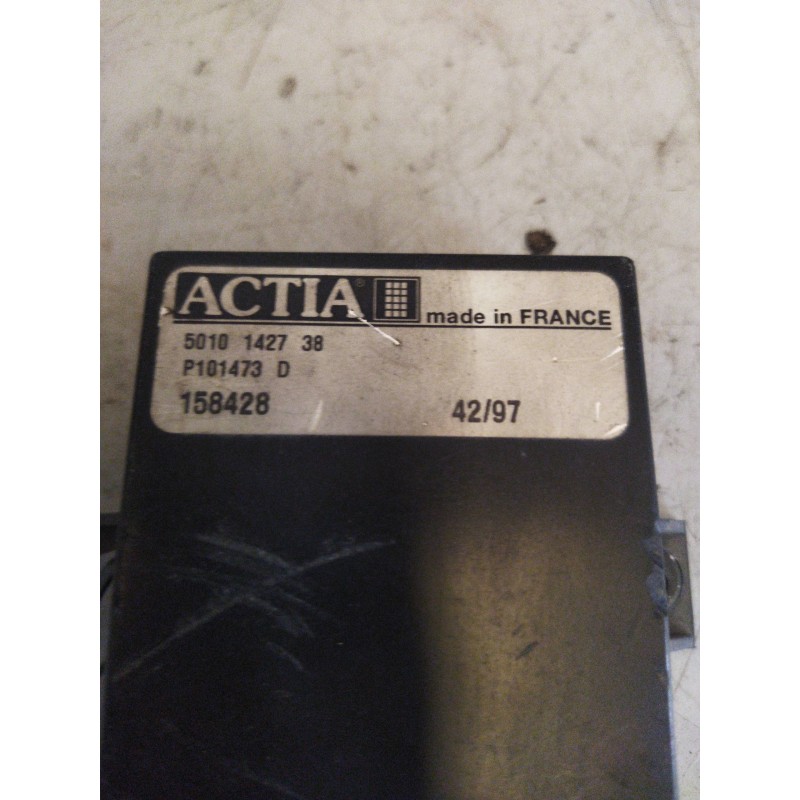 ACTIA® made in FRANCE
5010 1427 38
P101473 D
158428 42/97